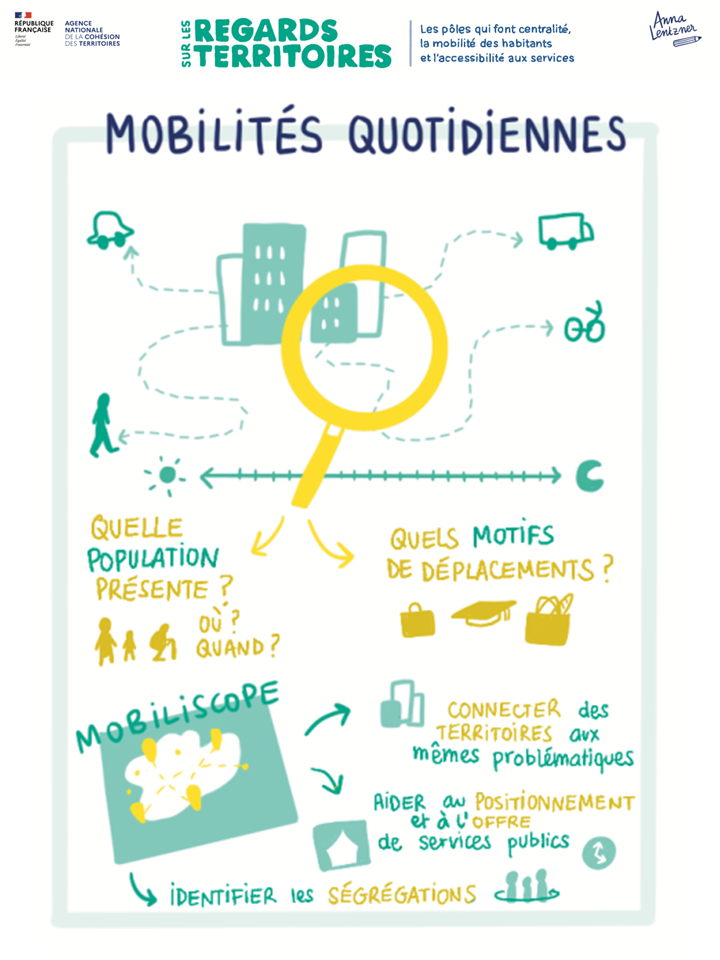 RÉPUBLIQUE
FRANÇAISE
Liberté
Égalité
Fraternité
AGENCE
NATIONALE
DE LA COHÉSION
DES TERRITOIRES
REGARDS
SUR LES
TERRITOIRES
Les pôles qui font centralité,
la mobilité des habitants
et l'accessibilité aux services
Anna
Lentzner
MOBILITÉS QUOTIDIENNES
QUELLE
POPULATION
PRÉSENTE ?
OÙ ?
QUAND ?
QUELS MOTIFS
DE DÉPLACEMENTS ?
MOBILISCOPE
CONNECTER des
TERRITOIRES aux
mêmes problématiques
AIDER au POSITIONNEMENT
et à l'OFFRE
de services publics
IDENTIFIER les SÉGRÉGATIONS